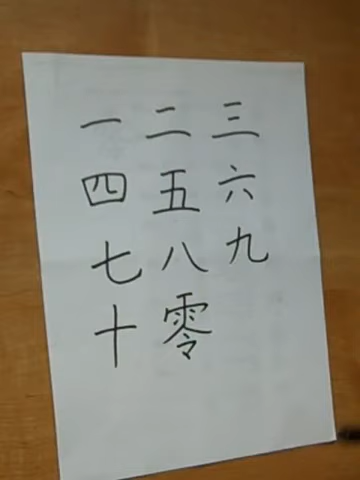 一 二 三
四 五 六
七 八 九
十 零